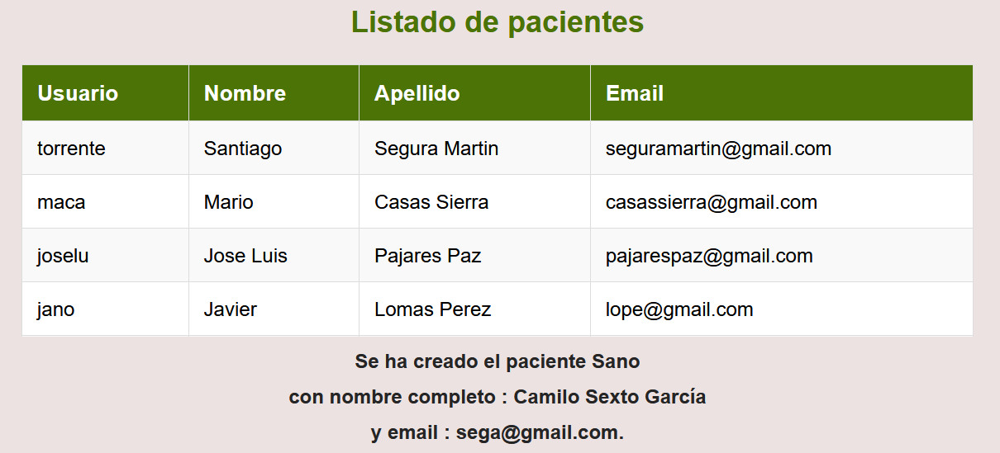 Listado de pacientes
Usuario Nombre Apellido Email
torrente Santiago Segura Martin seguramartin@gmail.com
maca Mario Casas Sierra casassierra@gmail.com
joselu Jose Luis Pajares Paz pajarespaz@gmail.com
jano Javier Lomas Perez lope@gmail.com
Se ha creado el paciente Sano
con nombre completo : Camilo Sexto García
y email : sega@gmail.com.